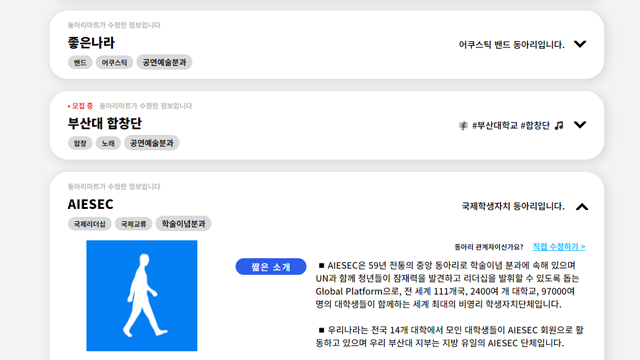 동아리마트가 수정한 정보입니다
좋은나라
어쿠스틱 밴드 동아리입니다.
밴드 어쿠스틱 공연예술분과
• 모집 중 동아리마트가 수정한 정보입니다
부산대 합창단
#부산대학교 #합창단
합창 노래 공연예술분과
동아리마트가 수정한 정보입니다
AIESEC
국제학생자치 동아리입니다.
국제리더십 국제교류 학술이념분과
동아리 관계자이신가요? 직접 수정하기 >
짧은 소개
■ AIESEC은 59년 전통의 중앙 동아리로 학술이념 분과에 속해 있으며
UN과 함께 청년들이 잠재력을 발견하고 리더십을 발휘할 수 있도록 돕는
Global Platform으로, 전 세계 111개국, 2400여 개 대학교, 97000여
명의 대학생들이 함께하는 세계 최대의 비영리 학생자치단체입니다.
■ 우리나라는 전국 14개 대학에서 모인 대학생들이 AIESEC 회원으로 활
동하고 있으며 우리 부산대 지부는 지방 유일의 AIESEC 단체입니다.